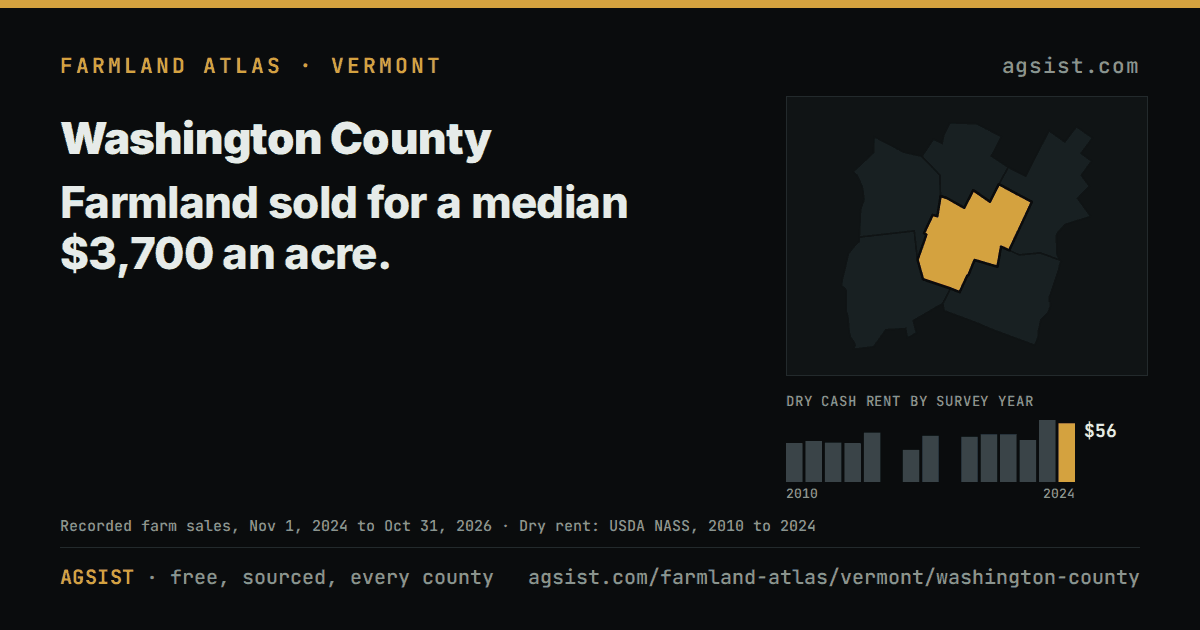 FARMLAND ATLAS · VERMONT
agsist.com
Washington County
Farmland sold for a median
$3,700 an acre.
DRY CASH RENT BY SURVEY YEAR
$56
2010
2024
Recorded farm sales, Nov 1, 2024 to Oct 31, 2026 · Dry rent: USDA NASS, 2010 to 2024
AGSIST · free, sourced, every county
agsist.com/farmland-atlas/vermont/washington-county